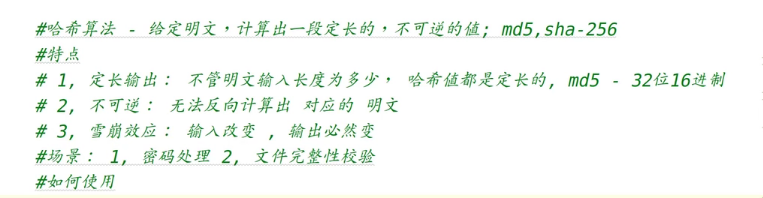 #哈希算法 - 给定明文，计算出一段定长的，不可逆的值; md5,sha-256
#特点
# 1, 定长输出： 不管明文输入长度为多少， 哈希值都是定长的, md5 - 32位16进制
# 2, 不可逆： 无法反向计算出 对应的 明文
# 3, 雪崩效应： 输入改变 , 输出必然变
#场景： 1, 密码处理 2, 文件完整性校验
#如何使用